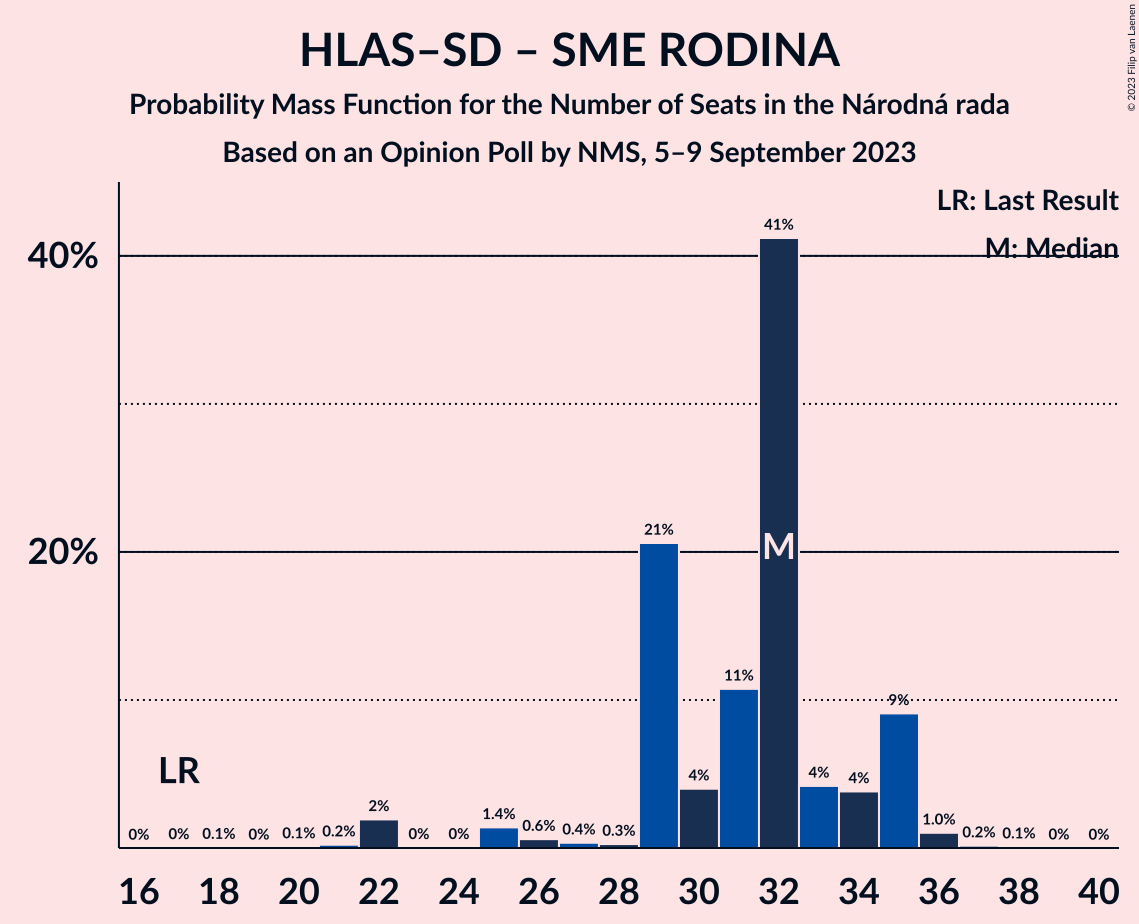 HLAS–SD – SME RODINA
Probability Mass Function for the Number of Seats in the Národná rada
Based on an Opinion Poll by NMS, 5–9 September 2023
© 2023 Filip van Laenen
LR: Last Result
M: Median
40%
20%
LR
M
0% 0% 0.1% 0% 0.1% 0.2% 2% 0% 0% 1.4% 0.6% 0.4% 0.3% 21% 4% 11% 41% 4% 4% 9% 1.0% 0.2% 0.1% 0% 0%
16 18 20 22 24 26 28 30 32 34 36 38 40